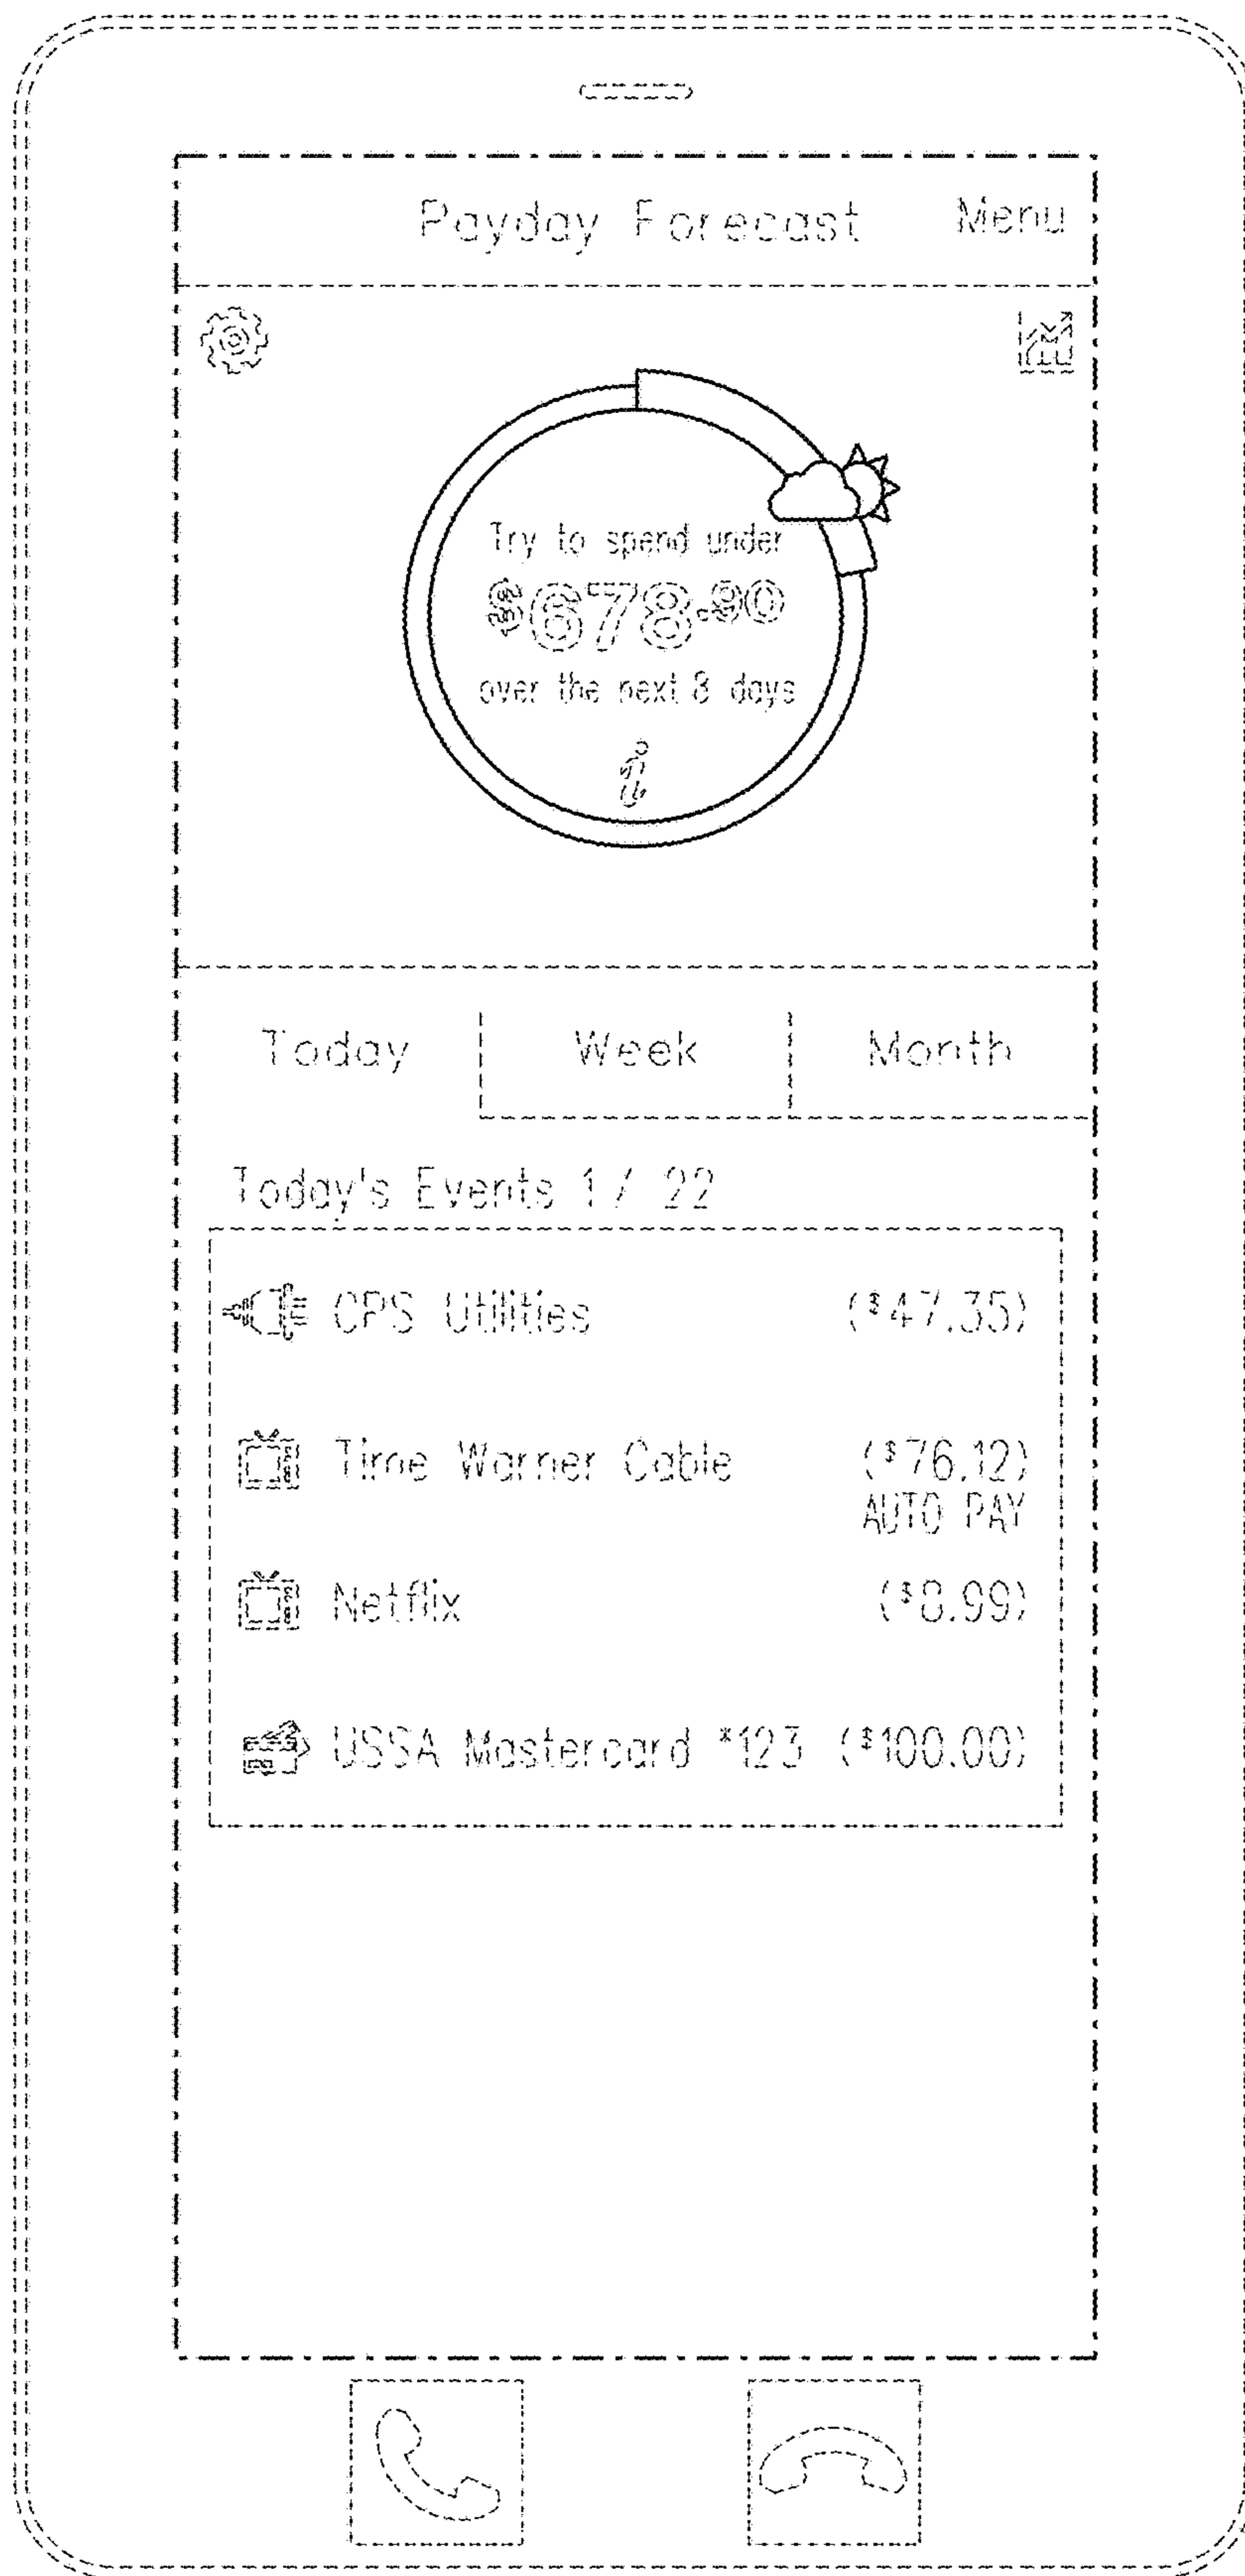 Payday Forecast Menu
Try to spend under
$678.90
over the next 8 days
i
Today Week Month
Today's Events 1 / 22
CPS Utilities ($47.35)
Time Warner Cable ($76.12)
AUTO PAY
Netflix ($8.99)
USSA Mastercard *123 ($100.00)